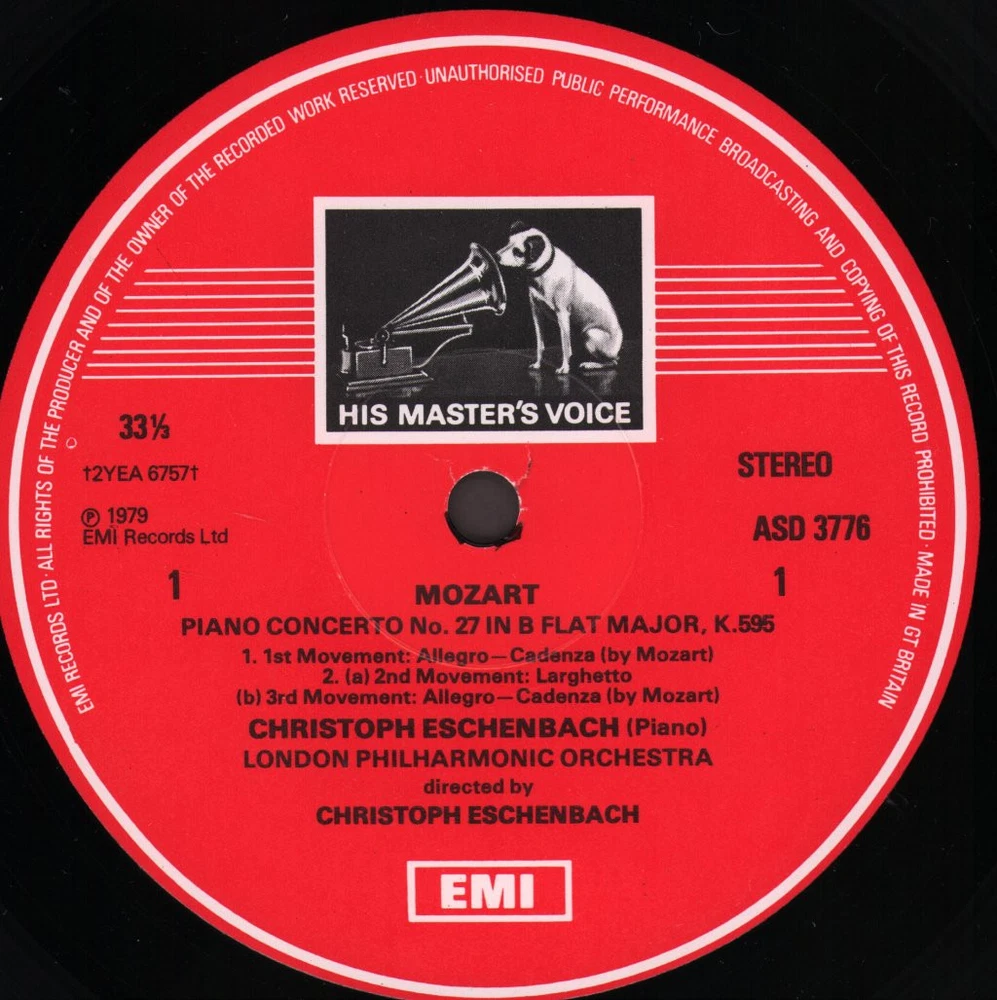 EMI RECORDS LTD · ALL RIGHTS OF THE PRODUCER AND OF THE OWNER OF THE RECORDED WORK RESERVED · UNAUTHORISED PUBLIC PERFORMANCE BROADCASTING AND COPYING OF THIS RECORD PROHIBITED · MADE IN GT BRITAIN
HIS MASTER'S VOICE
33⅓
STEREO
†2YEA 6757†
Ⓟ 1979
EMI Records Ltd
ASD 3776
1
1
MOZART
PIANO CONCERTO No. 27 IN B FLAT MAJOR, K.595
1. 1st Movement: Allegro—Cadenza (by Mozart)
2. (a) 2nd Movement: Larghetto
(b) 3rd Movement: Allegro—Cadenza (by Mozart)
CHRISTOPH ESCHENBACH (Piano)
LONDON PHILHARMONIC ORCHESTRA
directed by
CHRISTOPH ESCHENBACH
EMI